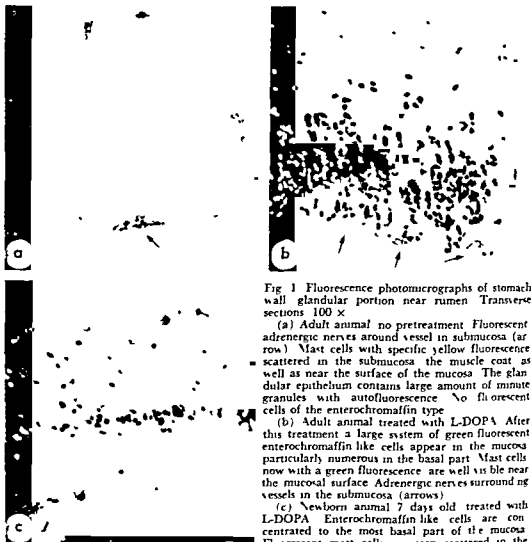 a
b
c
Fig 1 Fluorescence photomicrographs of stomach
wall glandular portion near rumen Transverse
sections 100 ×
(a) Adult animal no pretreatment Fluorescent
adrenergic nerves around vessel in submucosa (ar
row) Mast cells with specific yellow fluorescence
scattered in the submucosa the muscle coat as
well as near the surface of the mucosa The glan
dular epithelium contains large amount of minute
granules with autofluorescence No fluorescent
cells of the enterochromaffin type
(b) Adult animal treated with L-DOPA After
this treatment a large system of green fluorescent
enterochromaffin like cells appear in the mucosa
particularly numerous in the basal part Mast cells
now with a green fluorescence are well visible near
the mucosal surface Adrenergic nerves surrounding
vessels in the submucosa (arrows)
(c) Newborn animal 7 days old treated with
L-DOPA Enterochromaffin like cells are con
centrated to the most basal part of the mucosa